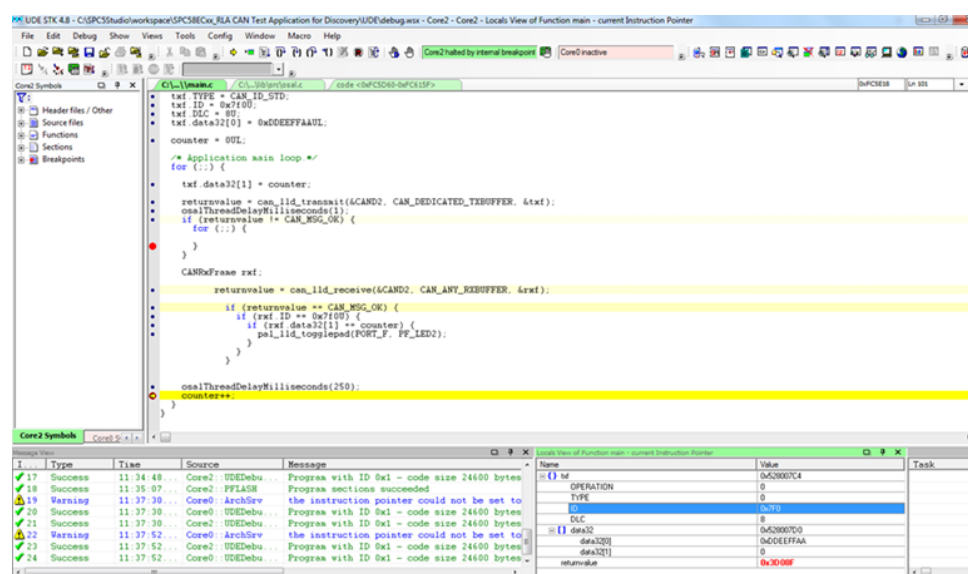 UDE STK 4.8 - C:\SPC5Studio\workspace\SPC58ECxx_RLA CAN Test Application for Discovery\UDE\debug.wsx - Core2 - Core2 - Locals View of Function main - current Instruction Pointer
File Edit Debug Show Views Tools Config Window Macro Help
Core2 halted by internal breakpoint Core0 inactive
Core2 Symbols
C:\...\main.c C:\...\lib\src\osal.c code <0xFC5D60-0xFC615F> 0xFC5E16 Ln 101
Header files / Other
Source files
Functions
Sections
Breakpoints
txf.TYPE = CAN_ID_STD;
txf.ID = 0x7f0U;
txf.DLC = 8U;
txf.data32[0] = 0xDDEEFFAAUL;
counter = 0UL;
/* Application main loop.*/
for (;;) {
txf.data32[1] = counter;
returnvalue = can_lld_transmit(&CAND2, CAN_DEDICATED_TXBUFFER, &txf);
osalThreadDelayMilliseconds(1);
if (returnvalue != CAN_MSG_OK) {
for (;;) {
}
}
CANRxFrame rxf;
returnvalue = can_lld_receive(&CAND2, CAN_ANY_RXBUFFER, &rxf);
if (returnvalue == CAN_MSG_OK) {
if (rxf.ID == 0x7f0U) {
if (rxf.data32[1] == counter) {
pal_lld_togglepad(PORT_F, PF_LED2);
}
}
}
osalThreadDelayMilliseconds(250);
counter++;
}
}
Core2 Symbols
Message View
I... Type Time Source Message
17 Success 11:34:48... Core2::UDEDebu... Program with ID 0x1 - code size 24600 bytes
18 Success 11:35:07... Core2::PFLASH Program sections succeeded
19 Warning 11:37:30... Core0::ArchSrv the instruction pointer could not be set to
20 Success 11:37:30... Core0::UDEDebu... Program with ID 0x1 - code size 24600 bytes
21 Success 11:37:30... Core2::UDEDebu... Program with ID 0x1 - code size 24600 bytes
22 Warning 11:37:52... Core0::ArchSrv the instruction pointer could not be set to
23 Success 11:37:52... Core0::UDEDebu... Program with ID 0x1 - code size 24600 bytes
24 Success 11:37:52... Core2::UDEDebu... Program with ID 0x1 - code size 24600 bytes
Locals View of Function main - current Instruction Pointer
Name Value Task
txf 0x528007C4
OPERATION 0
TYPE 0
ID 0x7F0
DLC 8
data32 0x528007D0
data32[0] 0xDDEEFFAA
data32[1] 0
returnvalue 0x3D08F